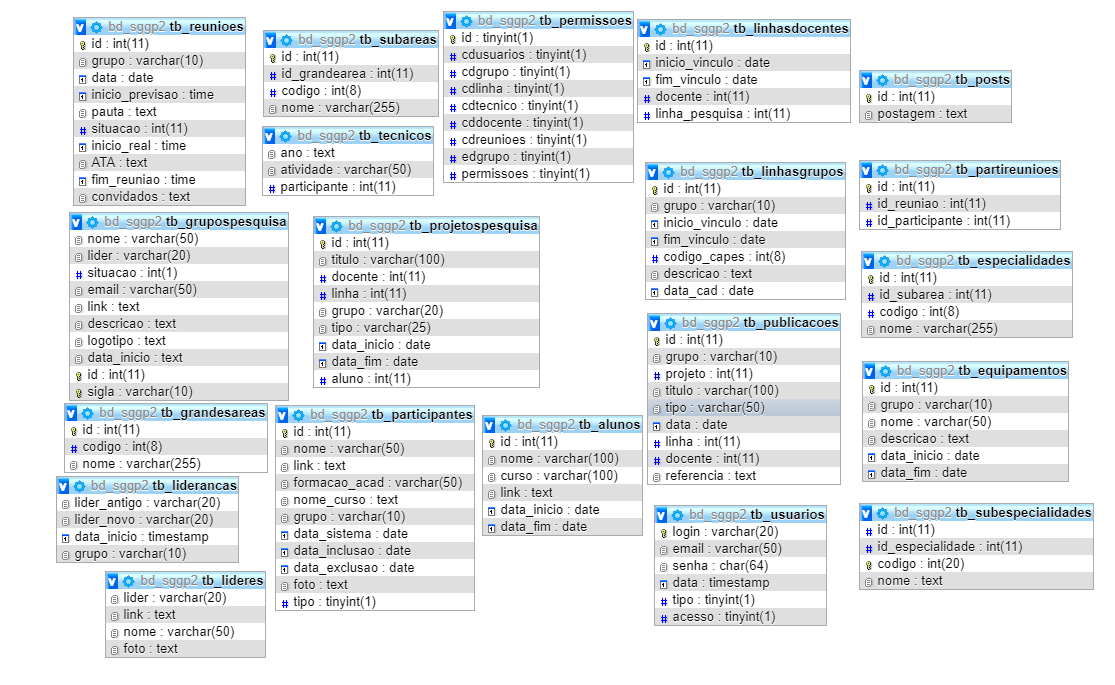 bd_sggp2 tb_reunioes
id : int(11)
grupo : varchar(10)
data : date
inicio_previsao : time
pauta : text
situacao : int(11)
inicio_real : time
ATA : text
fim_reuniao : time
convidados : text
bd_sggp2 tb_subareas
id : int(11)
id_grandearea : int(11)
codigo : int(8)
nome : varchar(255)
bd_sggp2 tb_tecnicos
ano : text
atividade : varchar(50)
participante : int(11)
bd_sggp2 tb_permissoes
id : tinyint(1)
cdusuarios : tinyint(1)
cdgrupo : tinyint(1)
cdlinha : tinyint(1)
cdtecnico : tinyint(1)
cddocente : tinyint(1)
cdreunioes : tinyint(1)
edgrupo : tinyint(1)
permissoes : tinyint(1)
bd_sggp2 tb_linhasdocentes
id : int(11)
inicio_vinculo : date
fim_vinculo : date
docente : int(11)
linha_pesquisa : int(11)
bd_sggp2 tb_posts
id : int(11)
postagem : text
bd_sggp2 tb_grupospesquisa
nome : varchar(50)
lider : varchar(20)
situacao : int(1)
email : varchar(50)
link : text
descricao : text
logotipo : text
data_inicio : text
id : int(11)
sigla : varchar(10)
bd_sggp2 tb_projetospesquisa
id : int(11)
titulo : varchar(100)
docente : int(11)
linha : int(11)
grupo : varchar(20)
tipo : varchar(25)
data_inicio : date
data_fim : date
aluno : int(11)
bd_sggp2 tb_linhasgrupos
id : int(11)
grupo : varchar(10)
inicio_vinculo : date
fim_vinculo : date
codigo_capes : int(8)
descricao : text
data_cad : date
bd_sggp2 tb_partireunioes
id : int(11)
id_reuniao : int(11)
id_participante : int(11)
bd_sggp2 tb_especialidades
id : int(11)
id_subarea : int(11)
codigo : int(8)
nome : varchar(255)
bd_sggp2 tb_publicacoes
id : int(11)
grupo : varchar(10)
projeto : int(11)
titulo : varchar(100)
tipo : varchar(50)
data : date
linha : int(11)
docente : int(11)
referencia : text
bd_sggp2 tb_equipamentos
id : int(11)
grupo : varchar(10)
nome : varchar(50)
descricao : text
data_inicio : date
data_fim : date
bd_sggp2 tb_grandesareas
id : int(11)
codigo : int(8)
nome : varchar(255)
bd_sggp2 tb_participantes
id : int(11)
nome : varchar(50)
link : text
formacao_acad : varchar(50)
nome_curso : text
grupo : varchar(10)
data_sistema : date
data_inclusao : date
data_exclusao : date
foto : text
tipo : tinyint(1)
bd_sggp2 tb_alunos
id : int(11)
nome : varchar(100)
curso : varchar(100)
link : text
data_inicio : date
data_fim : date
bd_sggp2 tb_liderancas
lider_antigo : varchar(20)
lider_novo : varchar(20)
data_inicio : timestamp
grupo : varchar(10)
bd_sggp2 tb_usuarios
login : varchar(20)
email : varchar(50)
senha : char(64)
data : timestamp
tipo : tinyint(1)
acesso : tinyint(1)
bd_sggp2 tb_subespecialidades
id : int(11)
id_especialidade : int(11)
codigo : int(20)
nome : text
bd_sggp2 tb_lideres
lider : varchar(20)
link : text
nome : varchar(50)
foto : text